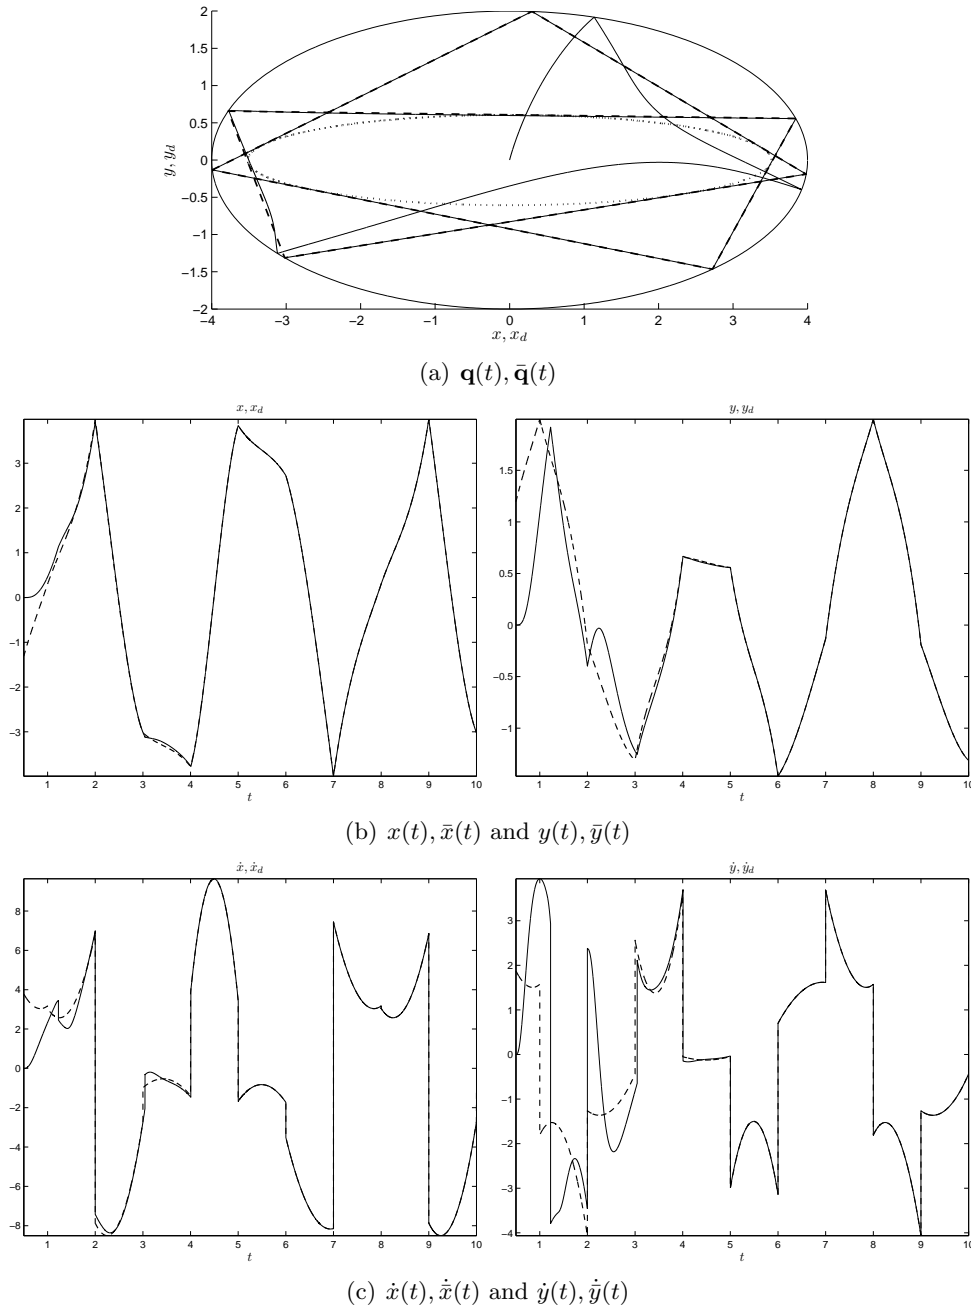 2
1.5
1
0.5
0
−0.5
−1
−1.5
−2
y, y_d
−4 −3 −2 −1 0 1 2 3 4
x, x_d
(a) q(t), q̄(t)
x, x_d
3
2
1
0
−1
−2
−3
1 2 3 4 5 6 7 8 9 10
t
y, y_d
1.5
1
0.5
0
−0.5
−1
1 2 3 4 5 6 7 8 9 10
t
(b) x(t), x̄(t) and y(t), ȳ(t)
ẋ, ẋ_d
8
6
4
2
0
−2
−4
−6
−8
1 2 3 4 5 6 7 8 9 10
t
ẏ, ẏ_d
3
2
1
0
−1
−2
−3
−4
1 2 3 4 5 6 7 8 9 10
t
(c) ẋ(t), x̄̇(t) and ẏ(t), ȳ̇(t)